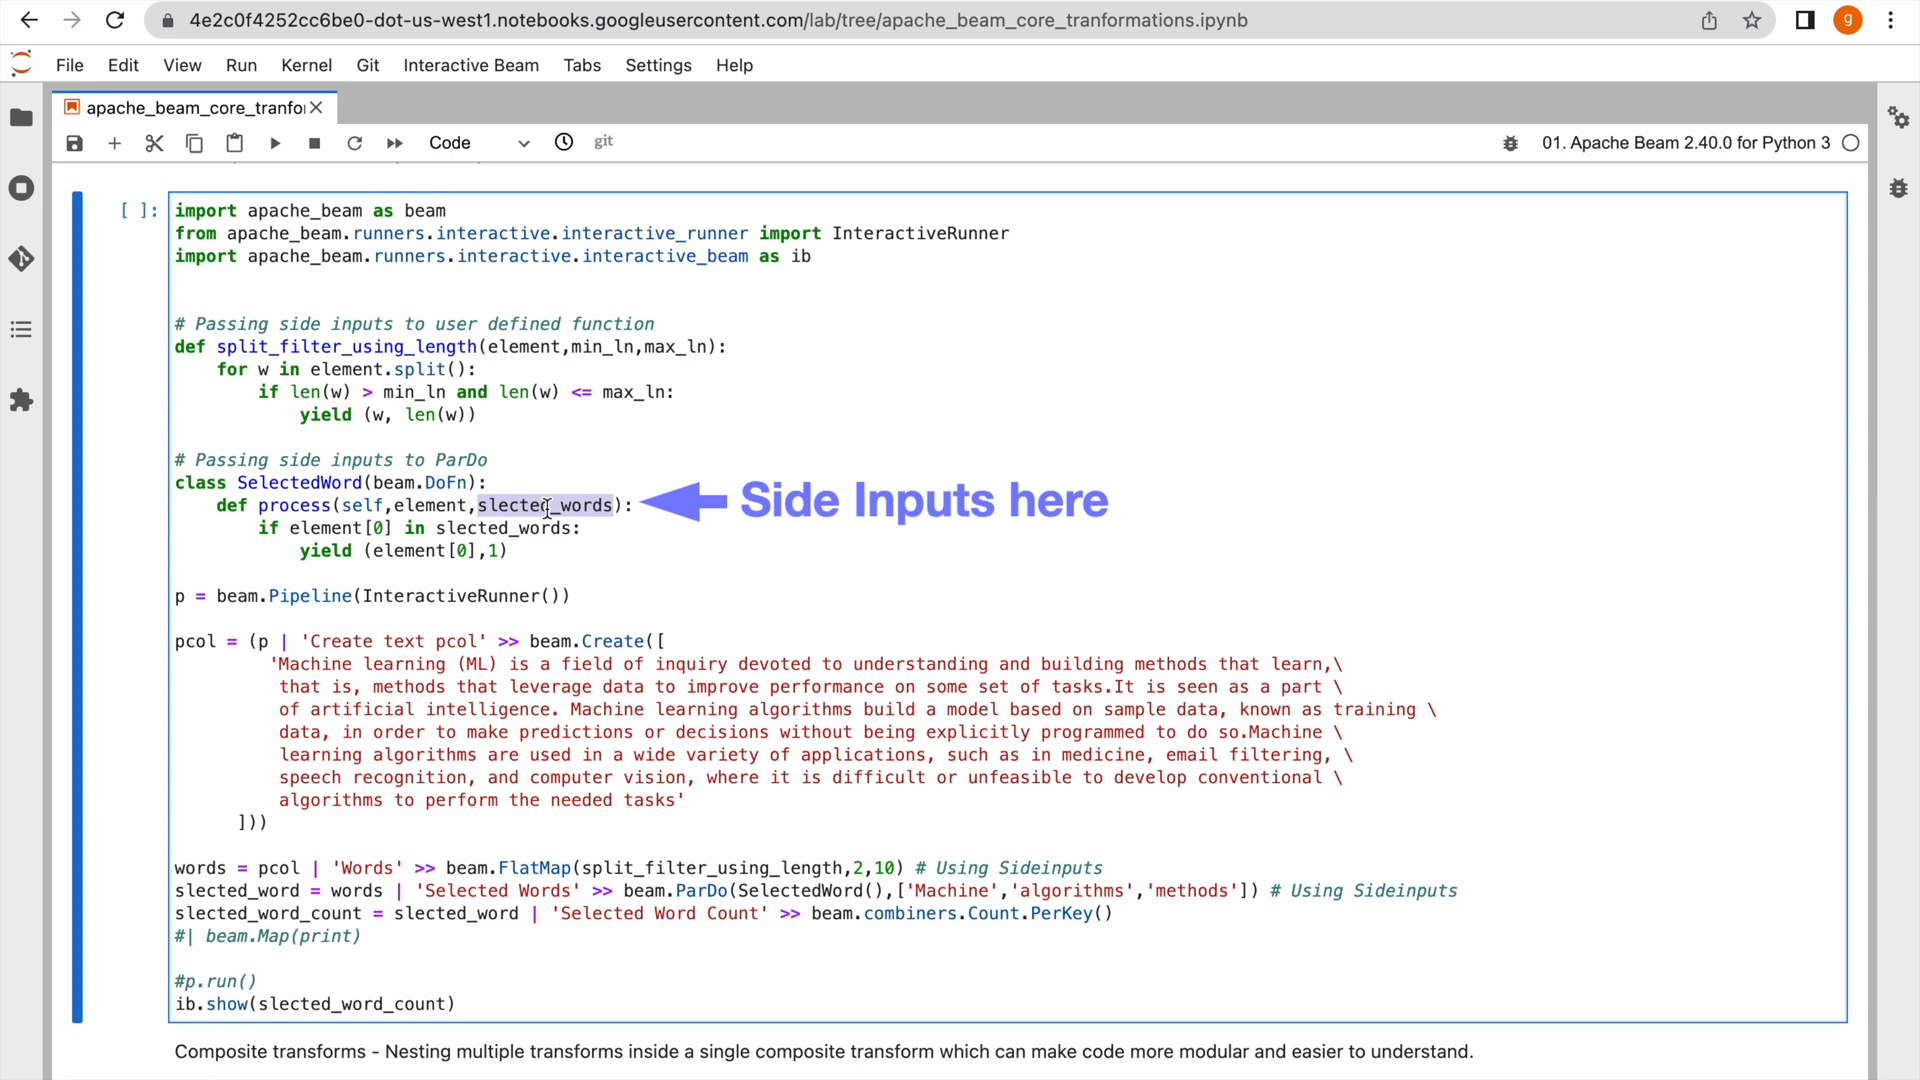 4e2c0f4252cc6be0-dot-us-west1.notebooks.googleusercontent.com/lab/tree/apache_beam_core_tranformations.ipynb
g
File Edit View Run Kernel Git Interactive Beam Tabs Settings Help
apache_beam_core_tranfo
Code
git
01. Apache Beam 2.40.0 for Python 3
[ ]:
import apache_beam as beam
from apache_beam.runners.interactive.interactive_runner import InteractiveRunner
import apache_beam.runners.interactive.interactive_beam as ib
# Passing side inputs to user defined function
def split_filter_using_length(element,min_ln,max_ln):
for w in element.split():
if len(w) > min_ln and len(w) <= max_ln:
yield (w, len(w))
# Passing side inputs to ParDo
class SelectedWord(beam.DoFn):
def process(self,element,slected_words):
Side Inputs here
if element[0] in slected_words:
yield (element[0],1)
p = beam.Pipeline(InteractiveRunner())
pcol = (p | 'Create text pcol' >> beam.Create([
'Machine learning (ML) is a field of inquiry devoted to understanding and building methods that learn,\
that is, methods that leverage data to improve performance on some set of tasks.It is seen as a part \
of artificial intelligence. Machine learning algorithms build a model based on sample data, known as training \
data, in order to make predictions or decisions without being explicitly programmed to do so.Machine \
learning algorithms are used in a wide variety of applications, such as in medicine, email filtering, \
speech recognition, and computer vision, where it is difficult or unfeasible to develop conventional \
algorithms to perform the needed tasks'
]))
words = pcol | 'Words' >> beam.FlatMap(split_filter_using_length,2,10) # Using Sideinputs
slected_word = words | 'Selected Words' >> beam.ParDo(SelectedWord(),['Machine','algorithms','methods']) # Using Sideinputs
slected_word_count = slected_word | 'Selected Word Count' >> beam.combiners.Count.PerKey()
#| beam.Map(print)
#p.run()
ib.show(slected_word_count)
Composite transforms - Nesting multiple transforms inside a single composite transform which can make code more modular and easier to understand.